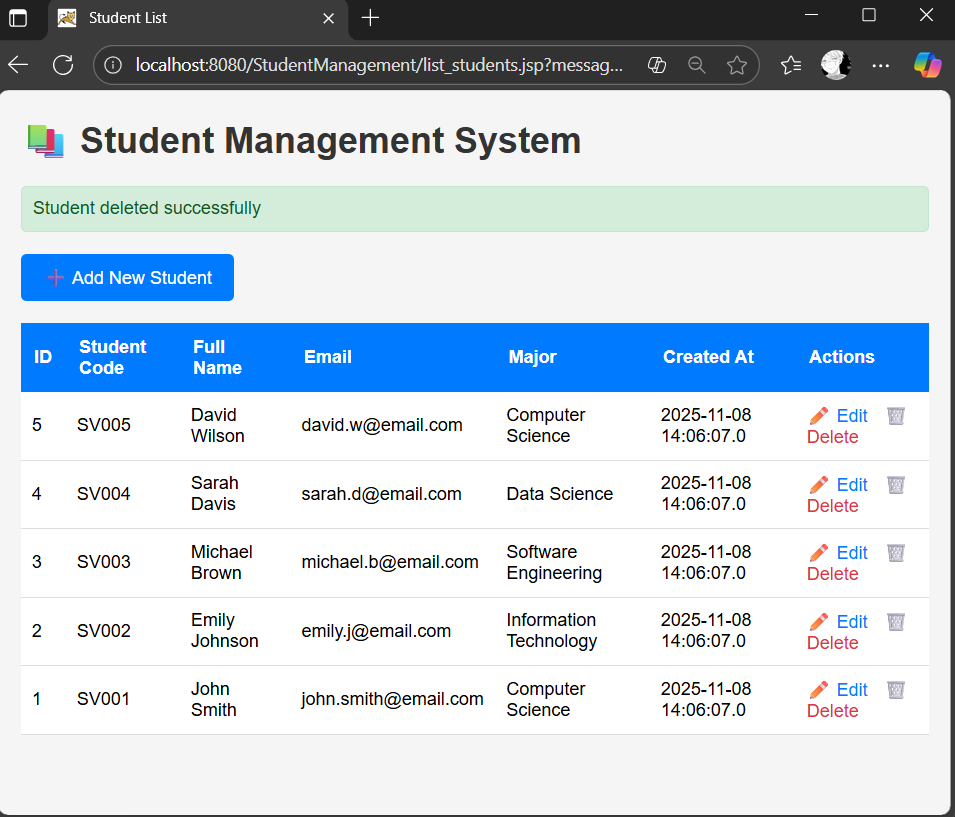 Student List
localhost:8080/StudentManagement/list_students.jsp?messag...
Student Management System
Student deleted successfully
Add New Student
ID Student Code Full Name Email Major Created At Actions
5 SV005 David Wilson david.w@email.com Computer Science 2025-11-08 14:06:07.0 Edit Delete
4 SV004 Sarah Davis sarah.d@email.com Data Science 2025-11-08 14:06:07.0 Edit Delete
3 SV003 Michael Brown michael.b@email.com Software Engineering 2025-11-08 14:06:07.0 Edit Delete
2 SV002 Emily Johnson emily.j@email.com Information Technology 2025-11-08 14:06:07.0 Edit Delete
1 SV001 John Smith john.smith@email.com Computer Science 2025-11-08 14:06:07.0 Edit Delete